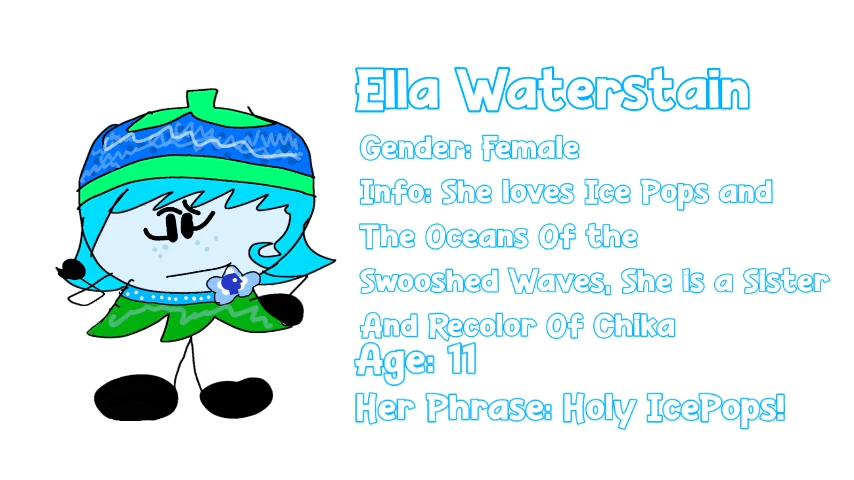 Ella Waterstain
Gender: Female
Info: She loves Ice Pops and
The Oceans Of the
Swooshed Waves, She is a Sister
And Recolor Of Chika
Age: 11
Her Phrase: Holy IcePops!